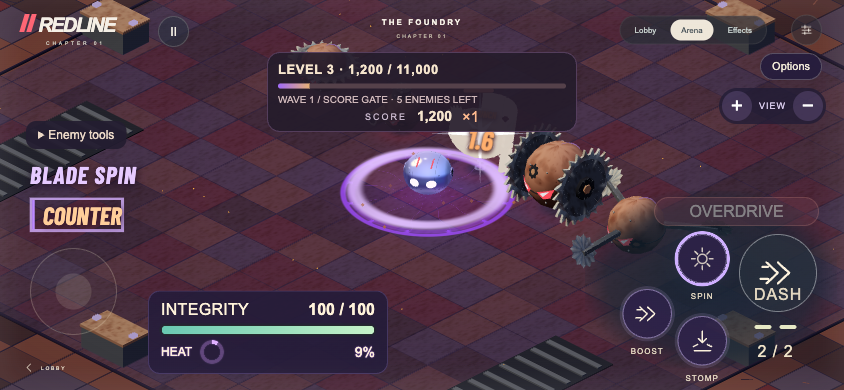 REDLINE
CHAPTER 01
THE FOUNDRY
CHAPTER 01
Lobby
Arena
Effects
Options
+ VIEW −
LEVEL 3 · 1,200 / 11,000
WAVE 1 / SCORE GATE · 5 ENEMIES LEFT
SCORE 1,200 ×1
1.6
Enemy tools
BLADE SPIN
COUNTER
OVERDRIVE
SPIN
DASH
BOOST
STOMP
2 / 2
INTEGRITY 100 / 100
HEAT 9%
LOBBY